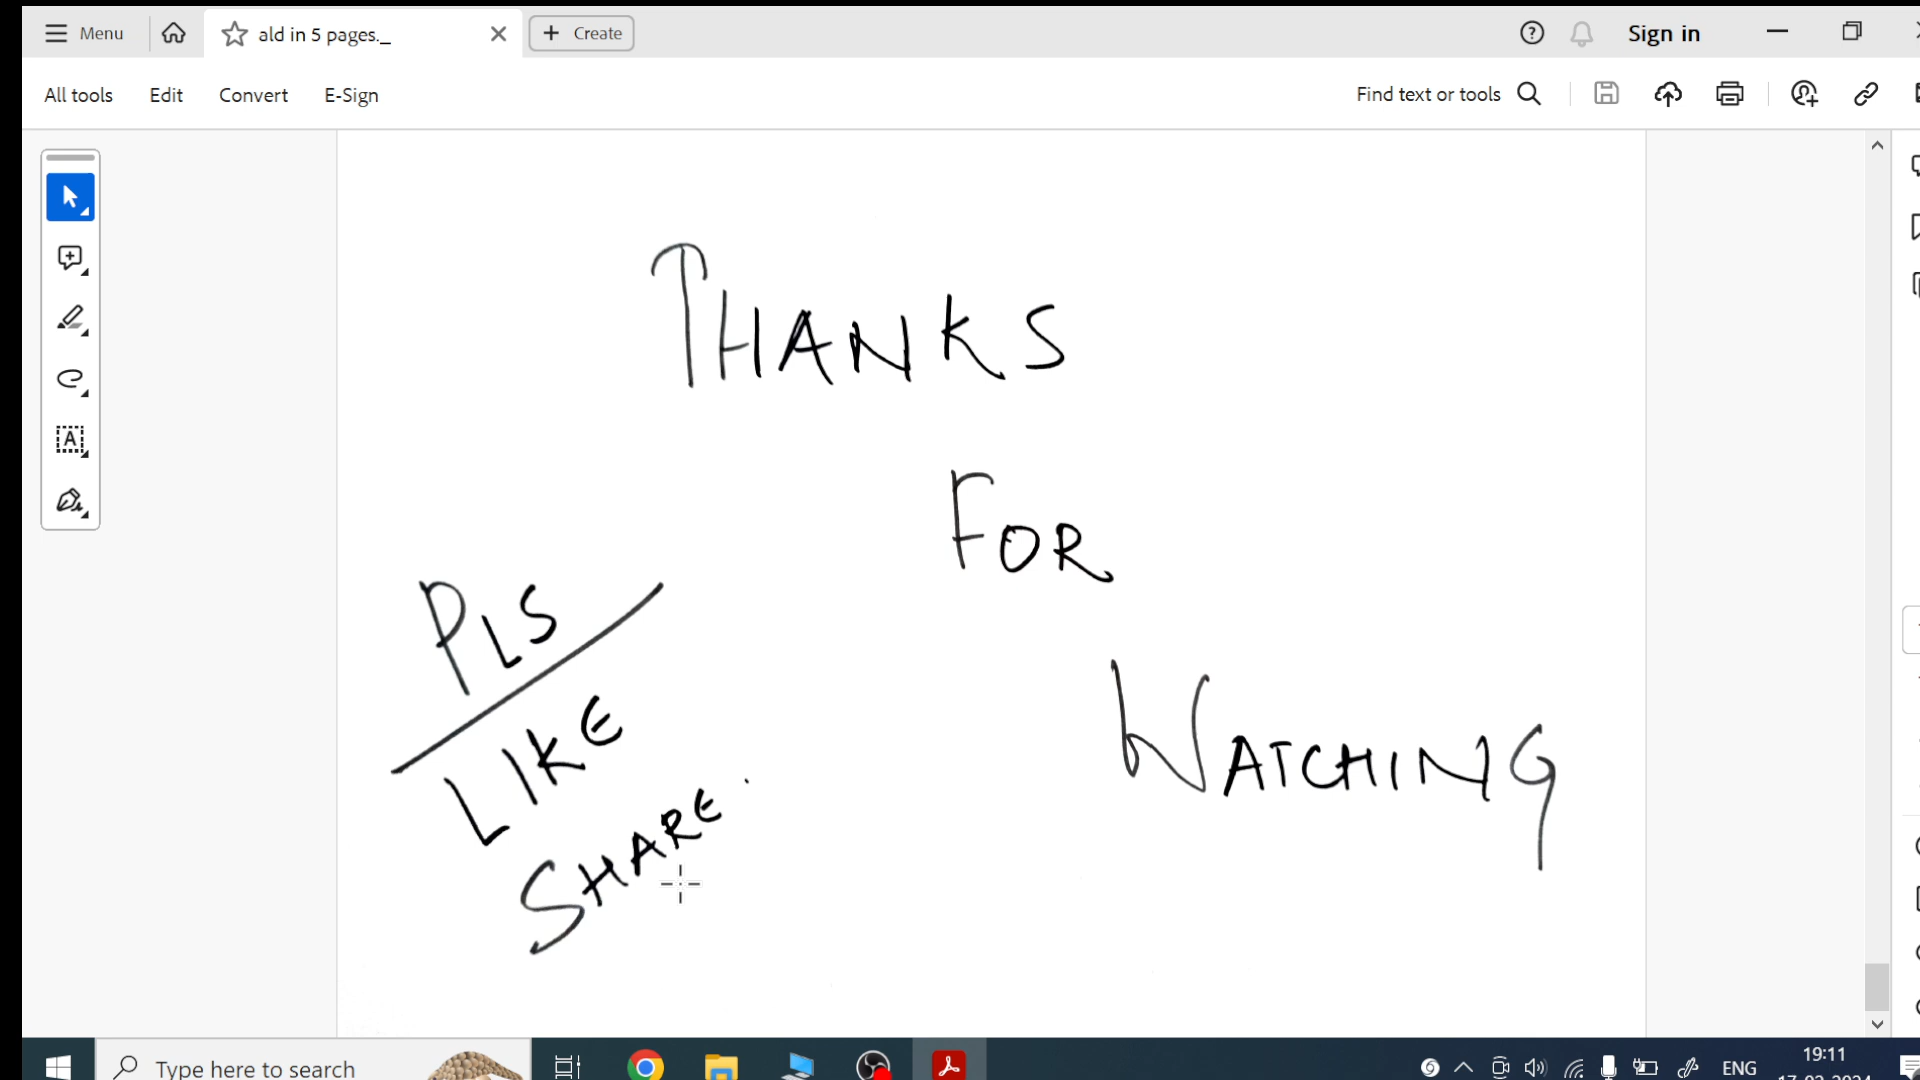 Menu
ald in 5 pages._
Create
Sign in
All tools
Edit
Convert
E-Sign
Find text or tools
THANKS
FOR
WATCHING
PLS
LIKE
SHARE.
Type here to search
ENG
19:11